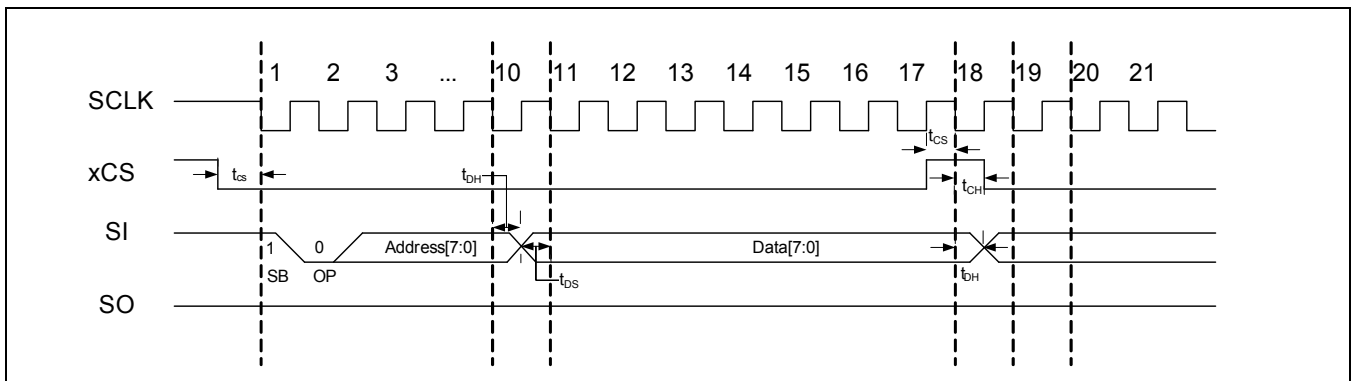 1 2 3 ... 10 11 12 13 14 15 16 17 18 19 20 21
SCLK
tCS
xCS
tcs
tDH
tCH
SI
1 0 Address[7:0] Data[7:0]
SB OP
tDH
tDS
SO